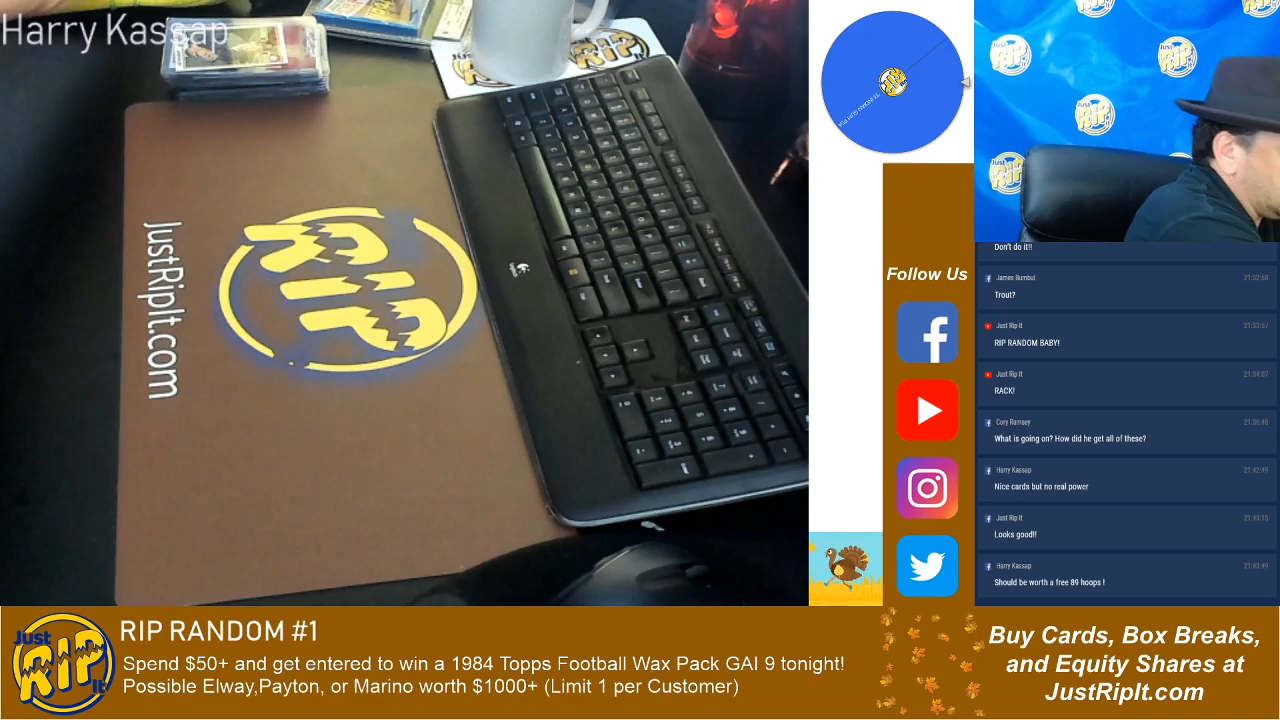 Harry Kassap
JustRipIt.com
RIP
Follow Us
Don't do it!!
James Bumbul
21:32:58
Trout?
Just Rip It
21:33:57
RIP RANDOM BABY!
Just Rip It
21:34:07
RACK!
Cory Ramsey
21:36:46
What is going on? How did he get all of these?
Harry Kassap
21:42:49
Nice cards but no real power
Just Rip It
21:43:15
Looks good!!
Harry Kassap
21:43:49
Should be worth a free 89 hoops !
Just RIP It
RIP RANDOM #1
Spend $50+ and get entered to win a 1984 Topps Football Wax Pack GAI 9 tonight!
Possible Elway,Payton, or Marino worth $1000+ (Limit 1 per Customer)
Buy Cards, Box Breaks,
and Equity Shares at
JustRipIt.com